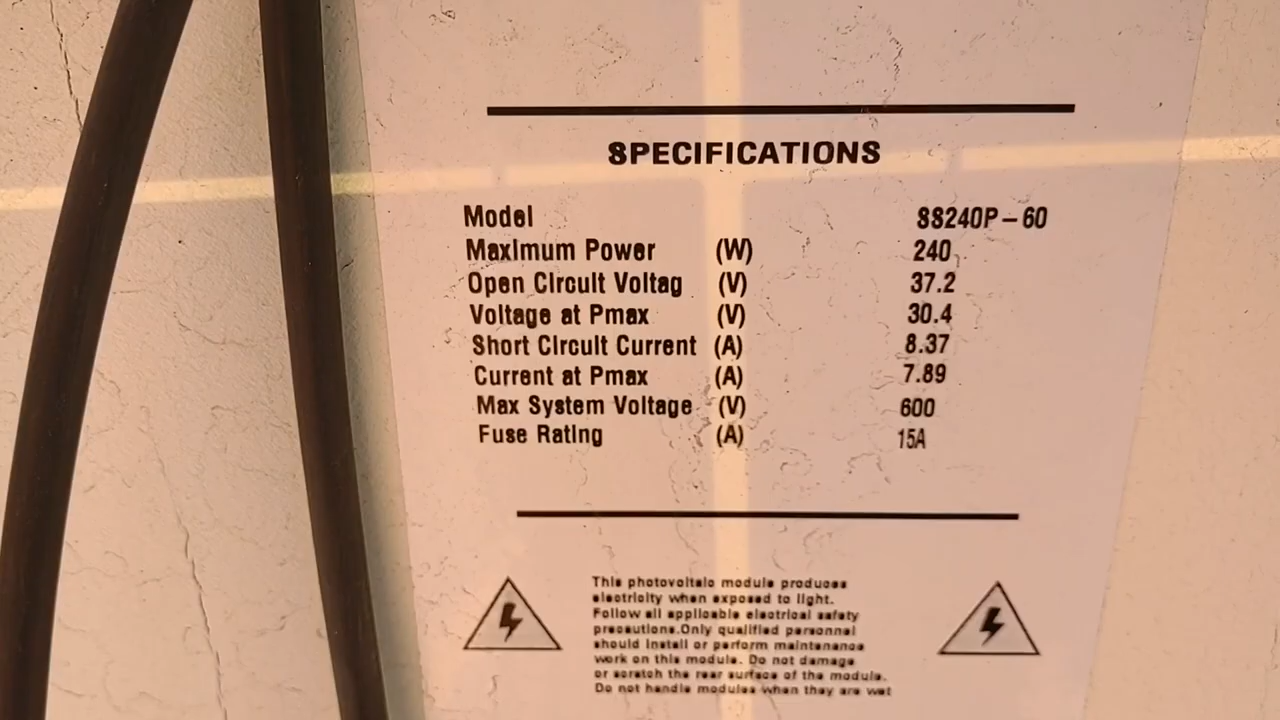 SPECIFICATIONS
Model SS240P-60
Maximum Power (W) 240
Open Circuit Voltag (V) 37.2
Voltage at Pmax (V) 30.4
Short Circuit Current (A) 8.37
Current at Pmax (A) 7.89
Max System Voltage (V) 600
Fuse Rating (A) 15A
This photovoltaic module produces
electricity when exposed to light.
Follow all applicable electrical safety
precautions.Only qualified personnel
should install or perform maintenance
work on this module. Do not damage
or scratch the rear surface of the module.
Do not handle modules when they are wet